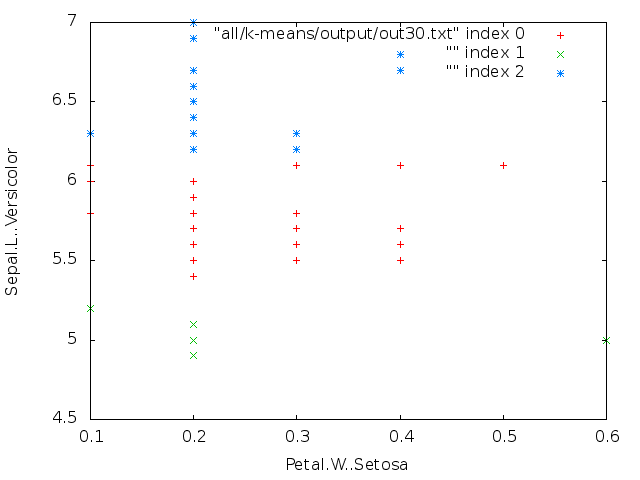 7
"all/k-means/output/out30.txt" index 0
"" index 1
"" index 2
6.5
6
5.5
5
4.5
Sepal.L..Versicolor
0.1 0.2 0.3 0.4 0.5 0.6
Petal.W..Setosa